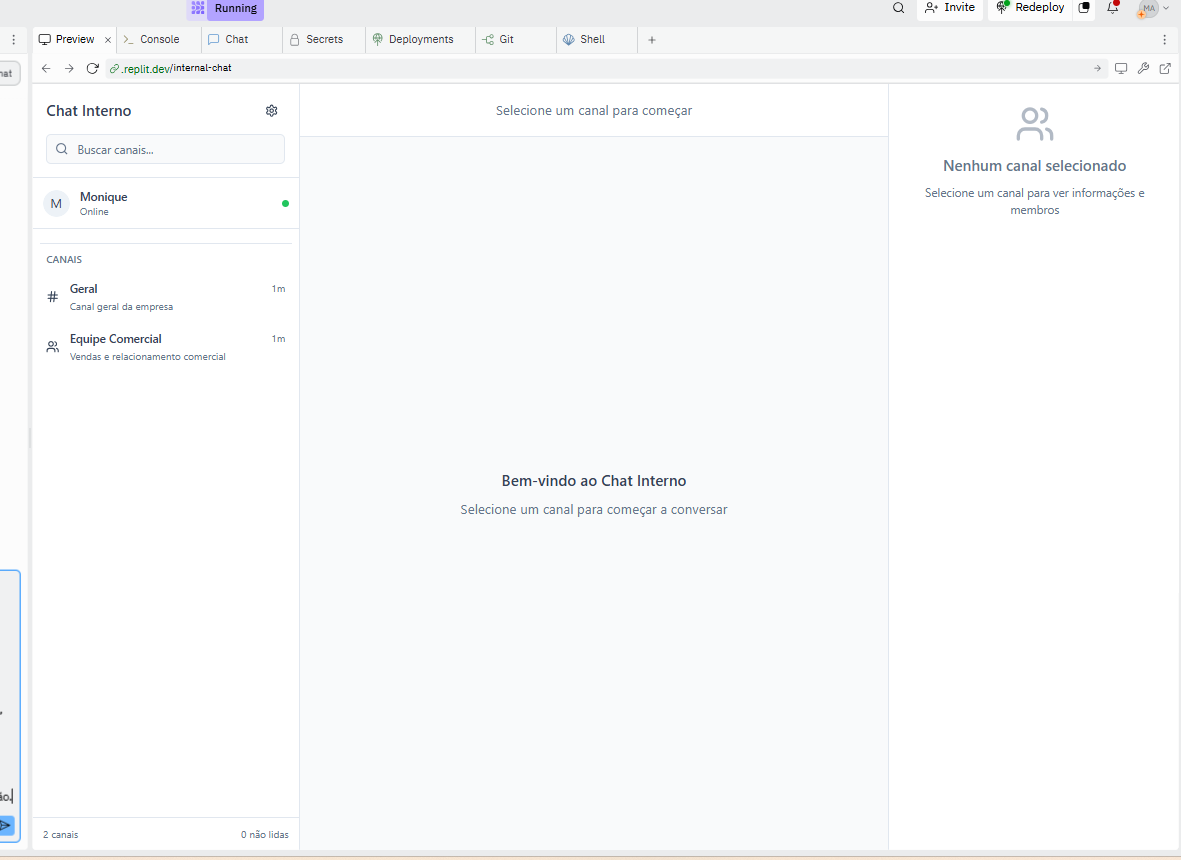 Running
Invite
Redeploy
MA
Preview
Console
Chat
Secrets
Deployments
Git
Shell
.replit.dev/internal-chat
hat
Chat Interno
Buscar canais...
M
Monique
Online
CANAIS
Geral
1m
Canal geral da empresa
Equipe Comercial
1m
Vendas e relacionamento comercial
2 canais
0 não lidas
Selecione um canal para começar
Bem-vindo ao Chat Interno
Selecione um canal para começar a conversar
Nenhum canal selecionado
Selecione um canal para ver informações e
membros